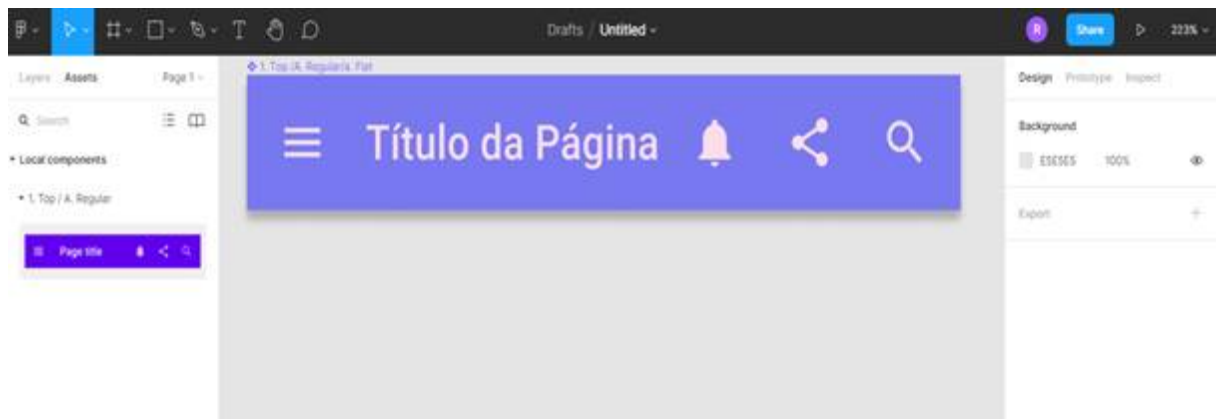 Drafts / Untitled
R
Share
223%
Layers Assets Page 1
Search
Local components
1. Top / A. Regular
Page title
1. Top /A. Regular/a. Flat
Título da Página
Design Prototype Inspect
Background
E5E5E5 100%
Export